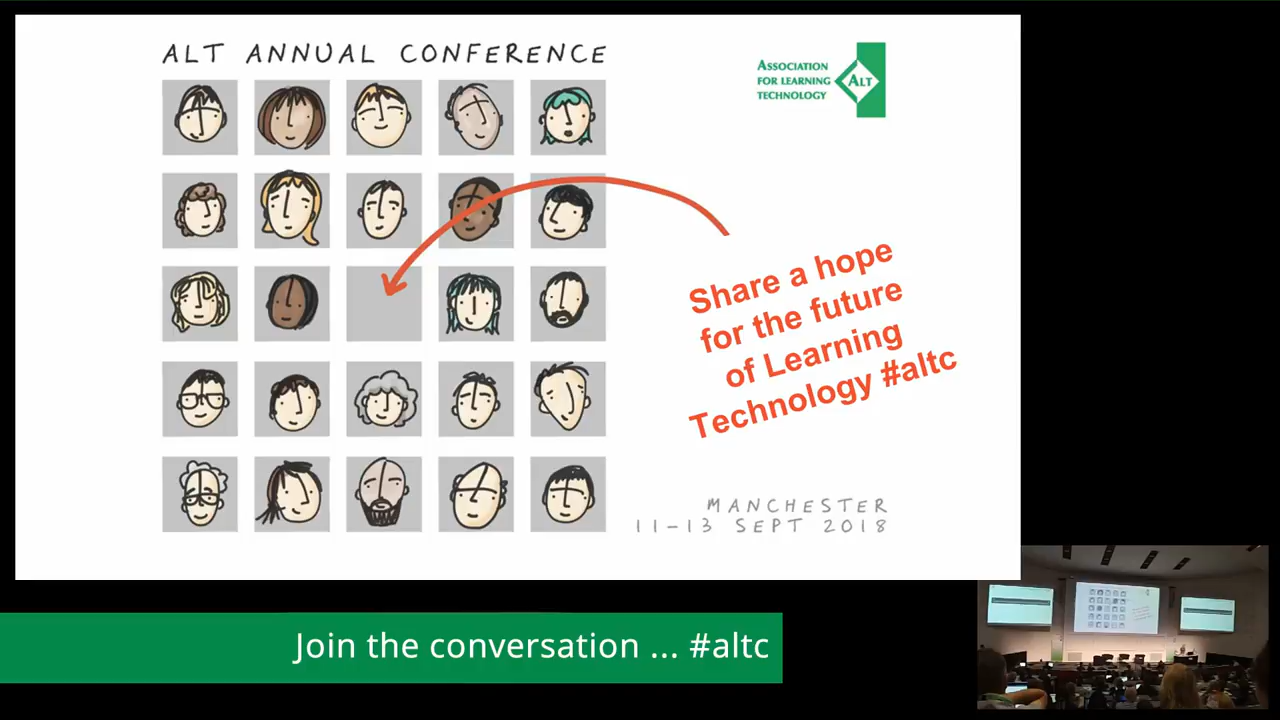 ALT ANNUAL CONFERENCE
ASSOCIATION
FOR LEARNING
TECHNOLOGY
ALT
Share a hope
for the future
of Learning
Technology #altc
MANCHESTER
11-13 SEPT 2018
Join the conversation ... #altc